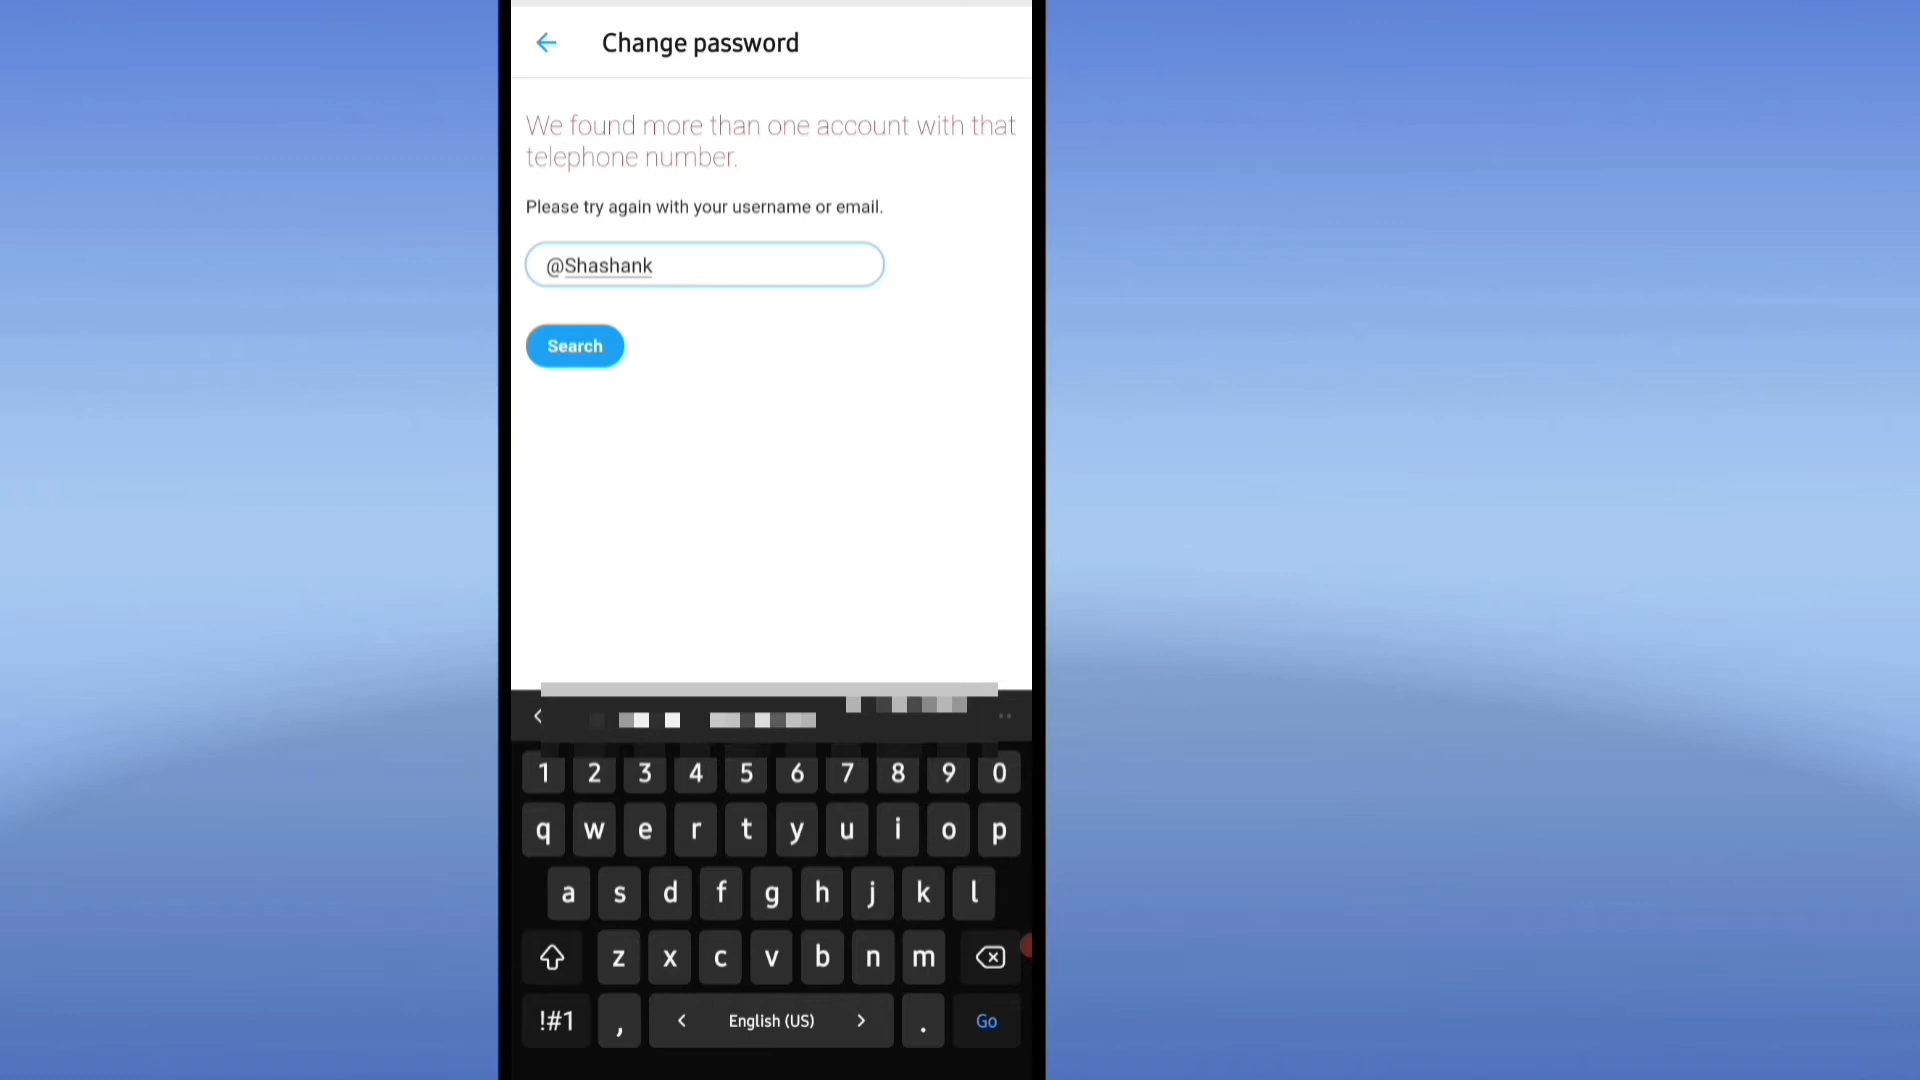 Change password
We found more than one account with that
telephone number.
Please try again with your username or email.
@Shashank
Search
1 2 3 4 5 6 7 8 9 0
q w e r t y u i o p
a s d f g h j k l
z x c v b n m
!#1 , < English (US) > . Go